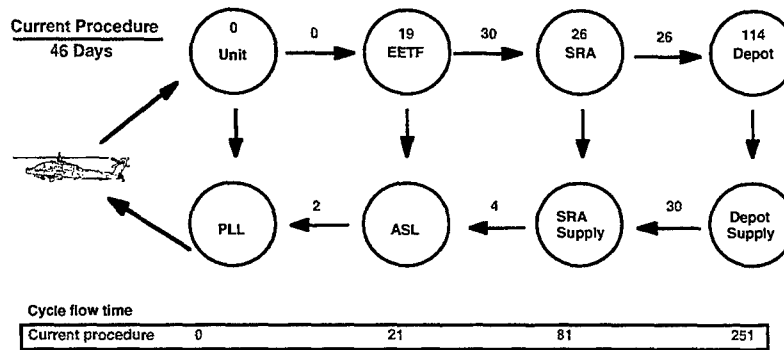 Current Procedure
46 Days
0
Unit
0
19
EETF
30
26
SRA
26
114
Depot
PLL
2
ASL
4
SRA
Supply
30
Depot
Supply
Cycle flow time
Current procedure 0 21 81 251